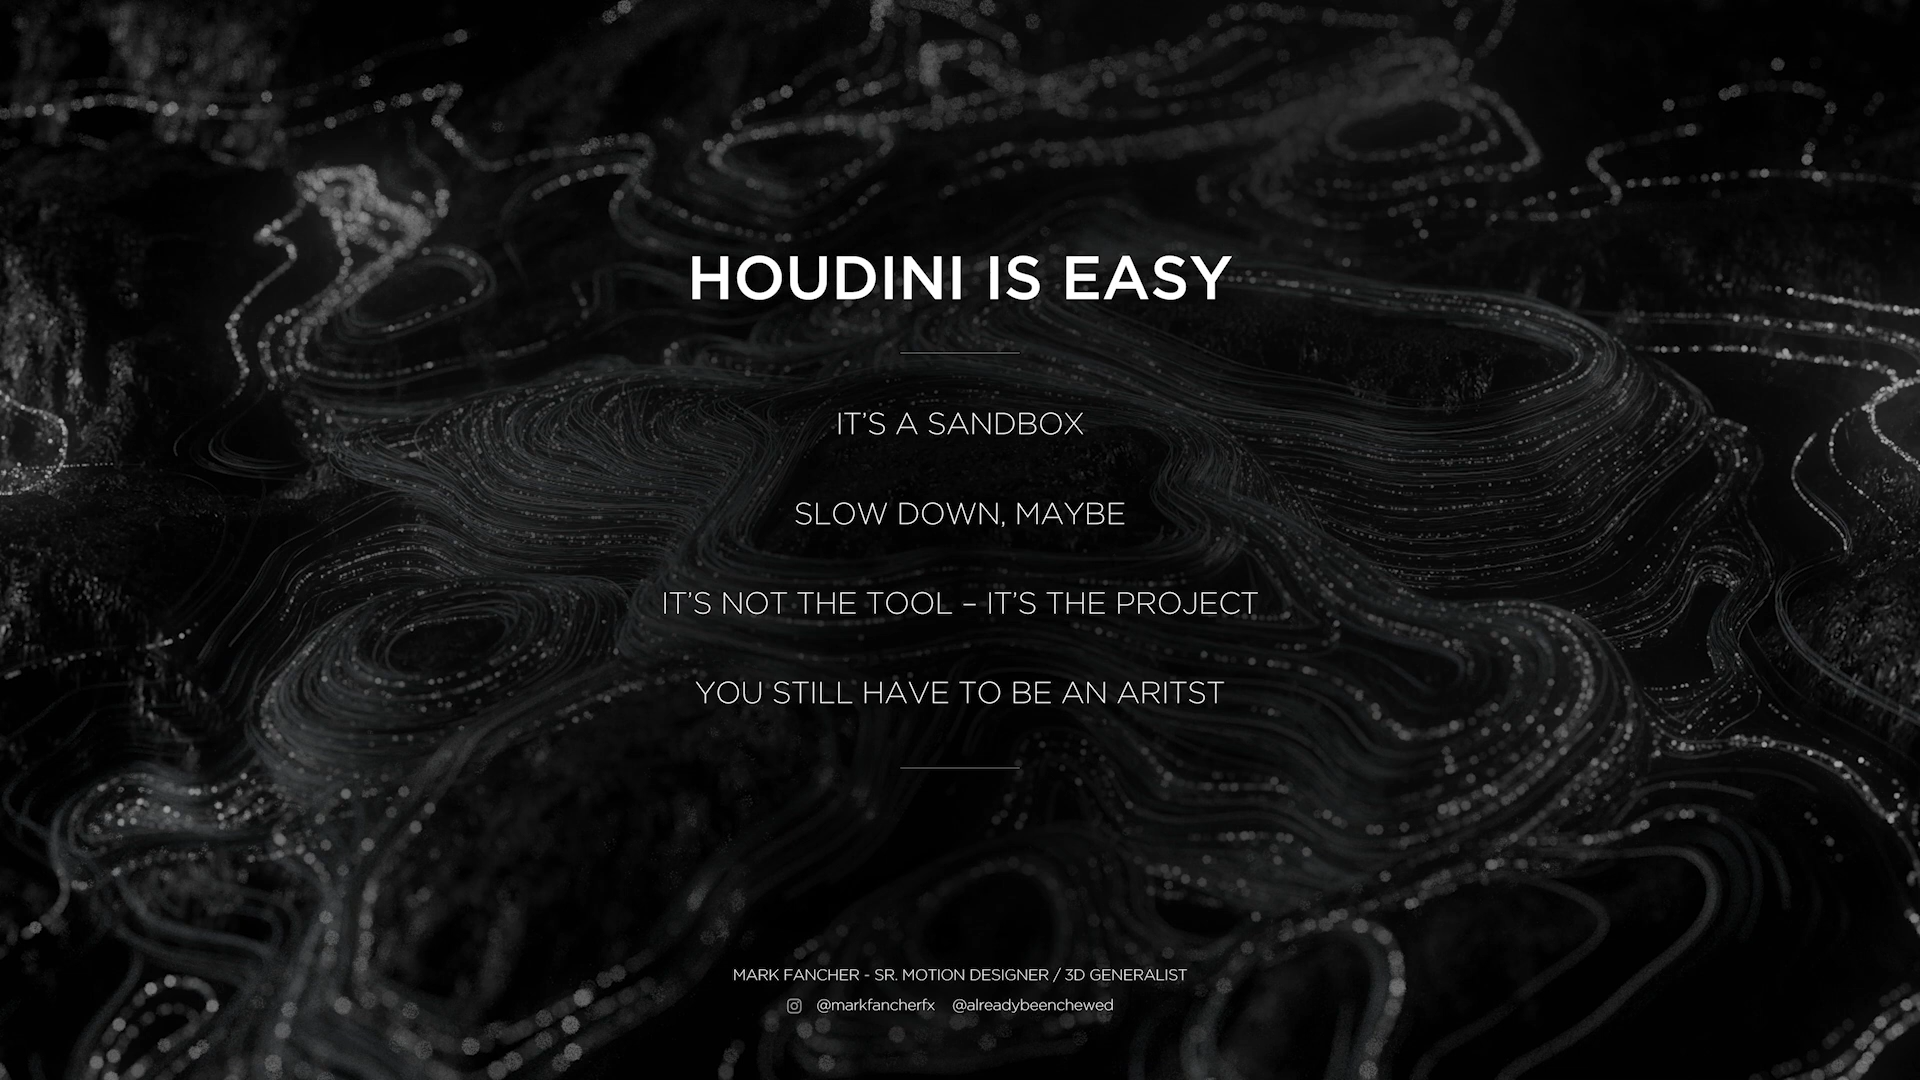 HOUDINI IS EASY
IT’S A SANDBOX
SLOW DOWN, MAYBE
IT’S NOT THE TOOL – IT’S THE PROJECT
YOU STILL HAVE TO BE AN ARITST
MARK FANCHER - SR. MOTION DESIGNER / 3D GENERALIST
@markfancherfx @alreadybeenchewed